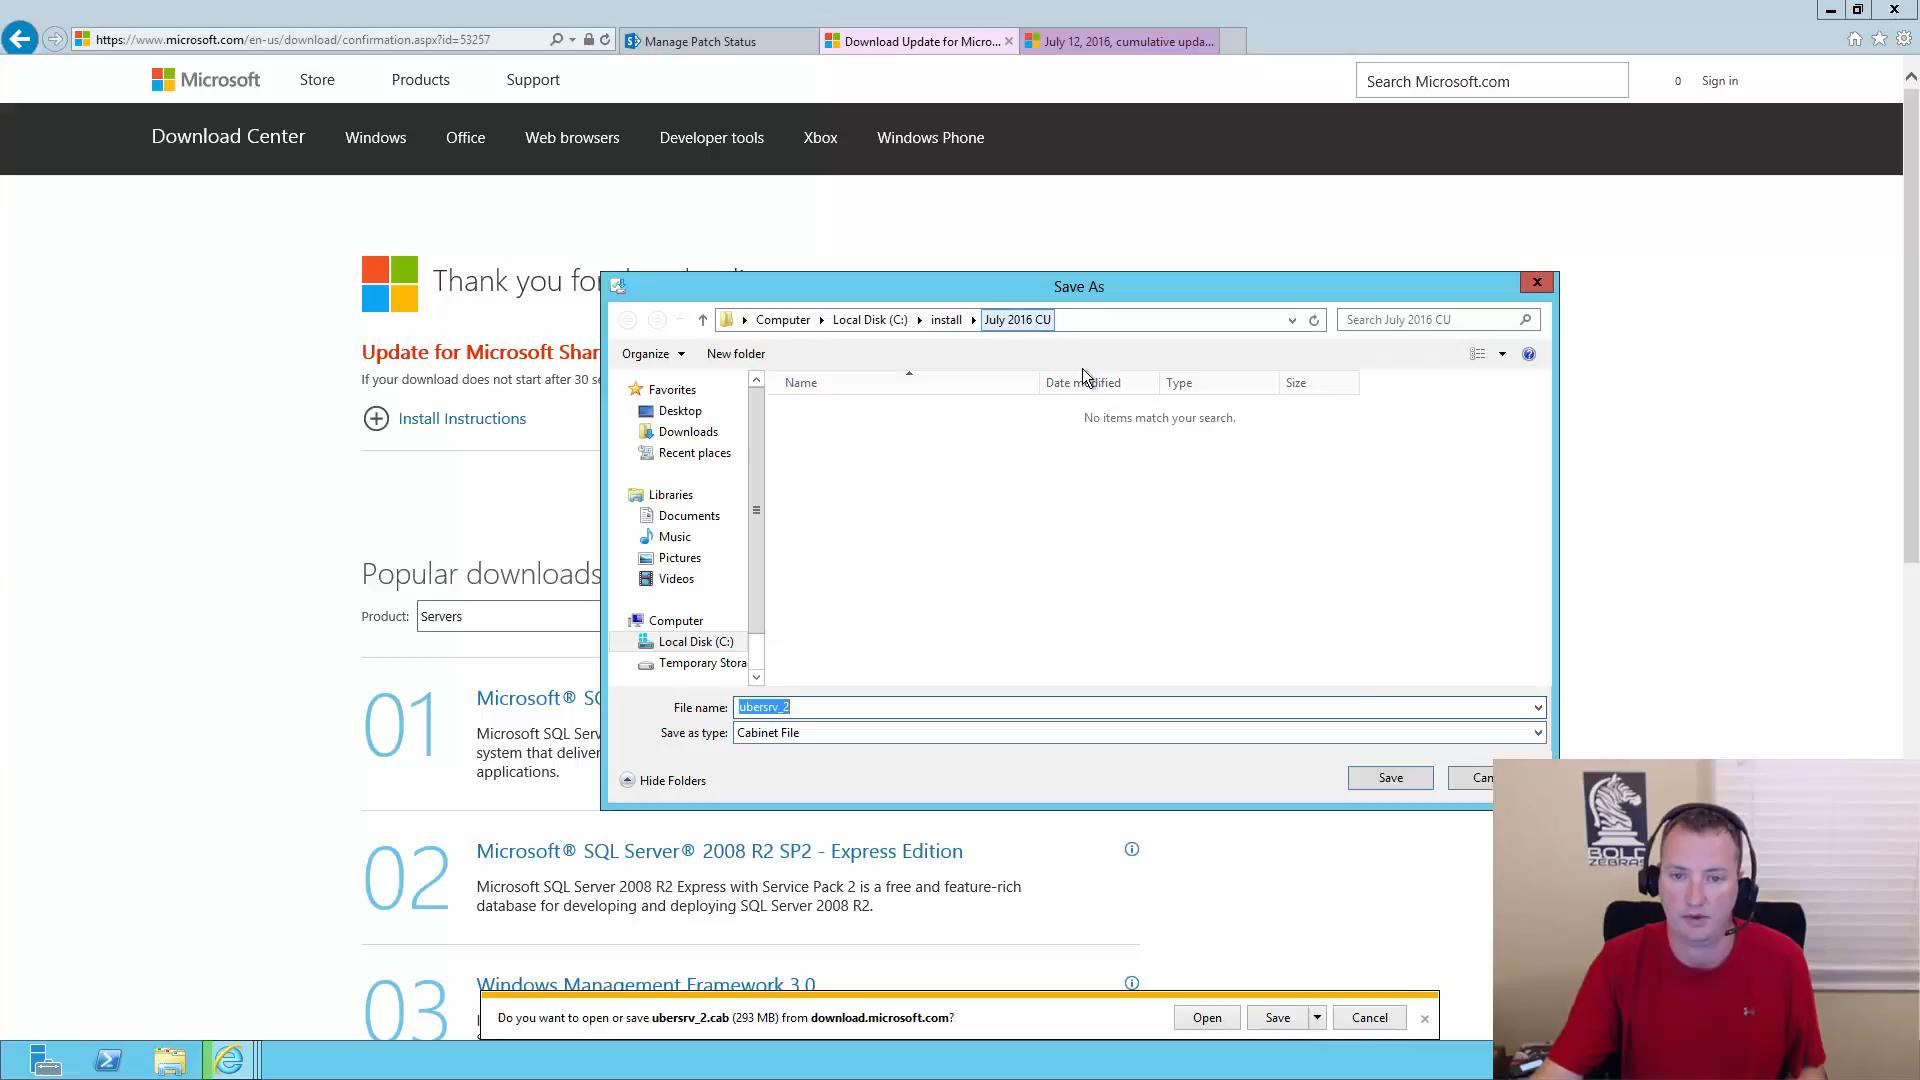 https://www.microsoft.com/en-us/download/confirmation.aspx?id=53257
Manage Patch Status
Download Update for Micro...
July 12, 2016, cumulative upda...
Microsoft
Store
Products
Support
Search Microsoft.com
0
Sign in
Download Center
Windows
Office
Web browsers
Developer tools
Xbox
Windows Phone
Thank you fo
Save As
Computer
Local Disk (C:)
install
July 2016 CU
Search July 2016 CU
Update for Microsoft Shar
If your download does not start after 30 se
Install Instructions
Organize
New folder
Name
Date modified
Type
Size
No items match your search.
Favorites
Desktop
Downloads
Recent places
Libraries
Documents
Music
Pictures
Videos
Computer
Local Disk (C:)
Temporary Stora
File name:
ubersrv_2
Save as type:
Cabinet File
Hide Folders
Save
Can
Popular downloads
Product:
Servers
01
Microsoft® SQ
Microsoft SQL Serv
system that deliver
applications.
02
Microsoft® SQL Server® 2008 R2 SP2 - Express Edition
Microsoft SQL Server 2008 R2 Express with Service Pack 2 is a free and feature-rich
database for developing and deploying SQL Server 2008 R2.
03
Windows Management Framework 3.0
Do you want to open or save ubersrv_2.cab (293 MB) from download.microsoft.com?
Open
Save
Cancel
BOLD
ZEBRAS